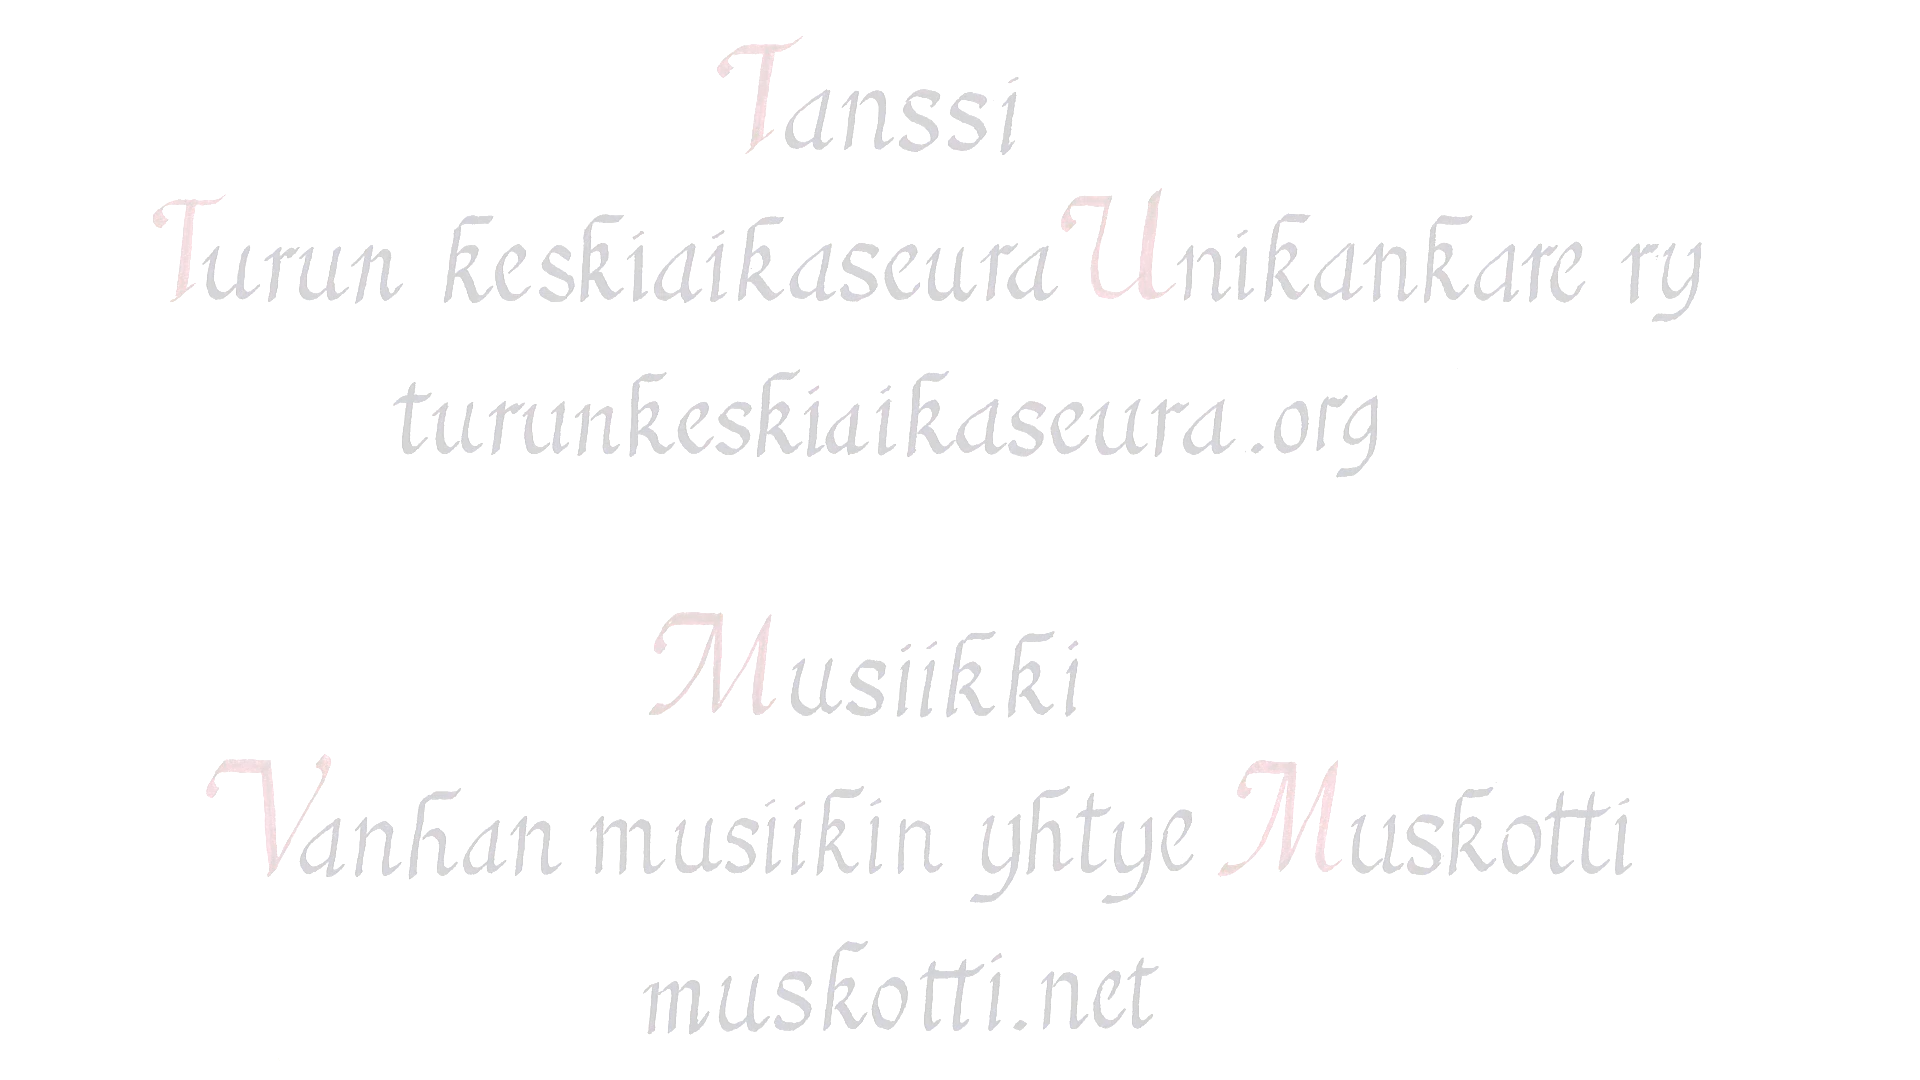 Tanssi
Turun keskiaikaseura Unikankare ry
turunkeskiaikaseura.org
Musiikki
Vanhan musiikin yhtye Muskotti
muskotti.net